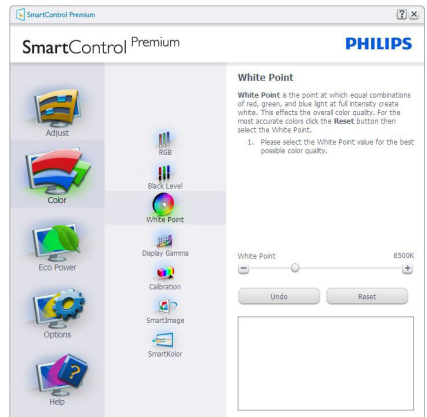 SmartControl Premium
SmartControl Premium
PHILIPS
Adjust
Color
Eco Power
Options
Help
RGB
Black Level
White Point
Display Gamma
Calibration
SmartImage
SmartKolor
White Point
White Point is the point at which equal combinations
of red, green, and blue light at full intensity create
white. This effects the overall color quality. For the
most accurate colors click the Reset button then
select the White Point.
1. Please select the White Point value for the best
possible color quality.
White Point 6500K
Undo Reset